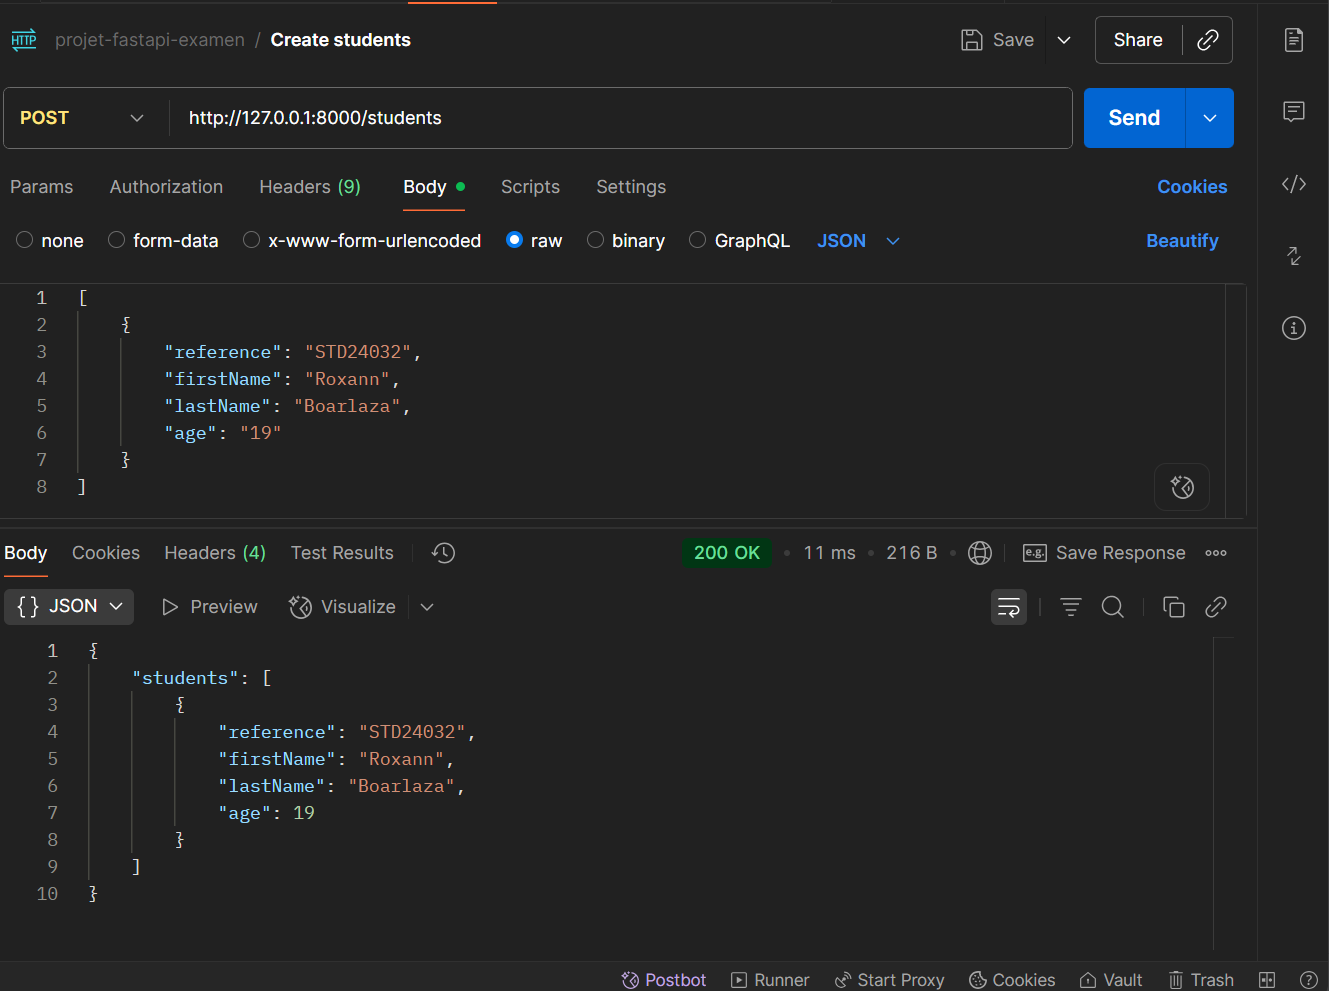 HTTP projet-fastapi-examen / Create students Save Share
POST http://127.0.0.1:8000/students Send
Params Authorization Headers (9) Body Scripts Settings Cookies
none form-data x-www-form-urlencoded raw binary GraphQL JSON Beautify
1 [
2 {
3 "reference": "STD24032",
4 "firstName": "Roxann",
5 "lastName": "Boarlaza",
6 "age": "19"
7 }
8 ]
Body Cookies Headers (4) Test Results 200 OK • 11 ms • 216 B • e.g. Save Response
{} JSON Preview Visualize
1 {
2 "students": [
3 {
4 "reference": "STD24032",
5 "firstName": "Roxann",
6 "lastName": "Boarlaza",
7 "age": 19
8 }
9 ]
10 }
Postbot Runner Start Proxy Cookies Vault Trash